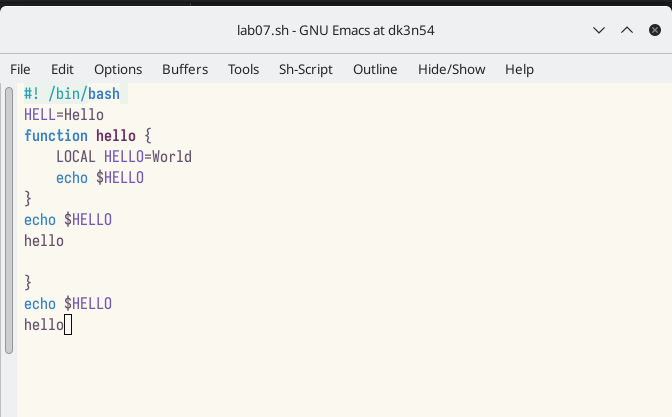 lab07.sh - GNU Emacs at dk3n54
File Edit Options Buffers Tools Sh-Script Outline Hide/Show Help
#! /bin/bash
HELL=Hello
function hello {
    LOCAL HELLO=World
    echo $HELLO
}
echo $HELLO
hello

}
echo $HELLO
hello